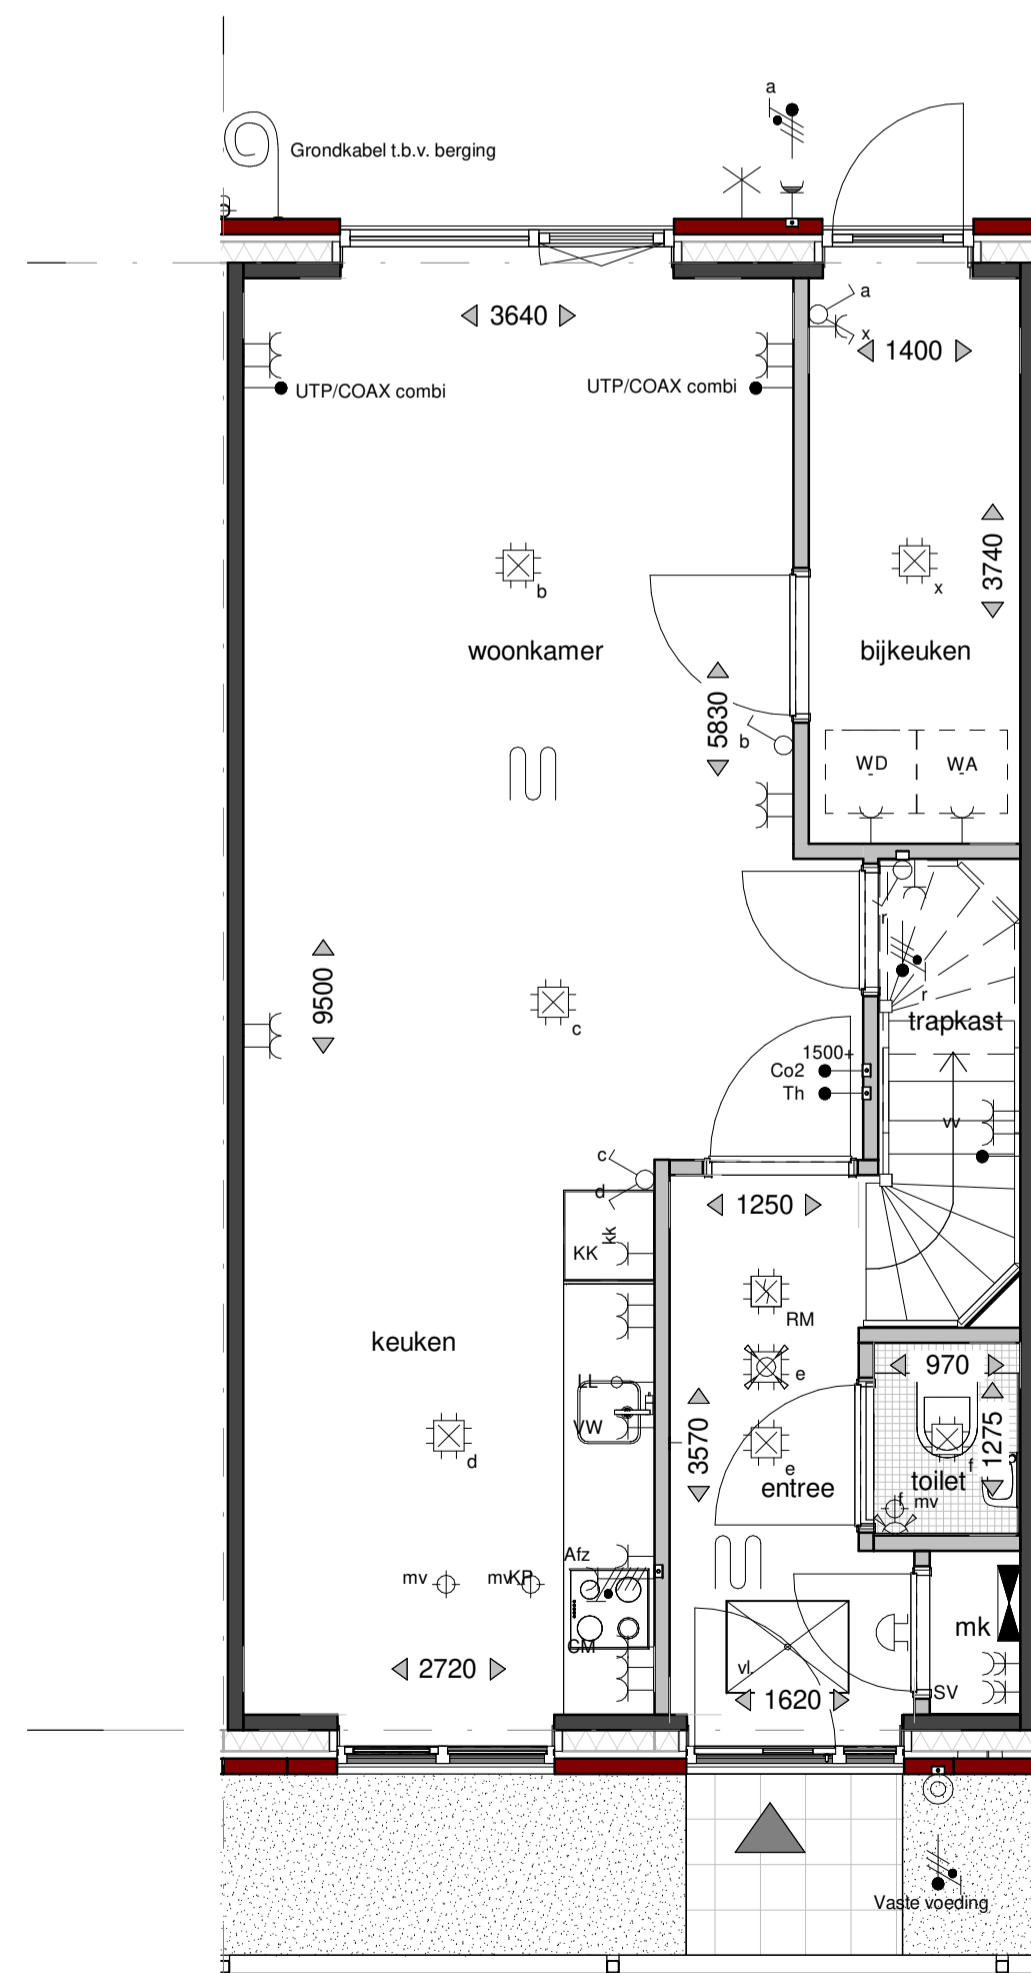 a
Grondkabel t.b.v. berging
a
x
3640
1400
UTP/COAX combi
UTP/COAX combi
3740
b
x
woonkamer
bijkeuken
5830
b
WD
WA
r
9500
r
c
trapkast
1500+
Co2
Th
vv
c
d
1250
kk
KK
RM
keuken
970
e
LL
VW
3570
1275
d
e
f
entree
toilet
f
mv
Afz
mv
mv
KP
mk
CM
2720
vl.
1620
SV
Vaste voeding